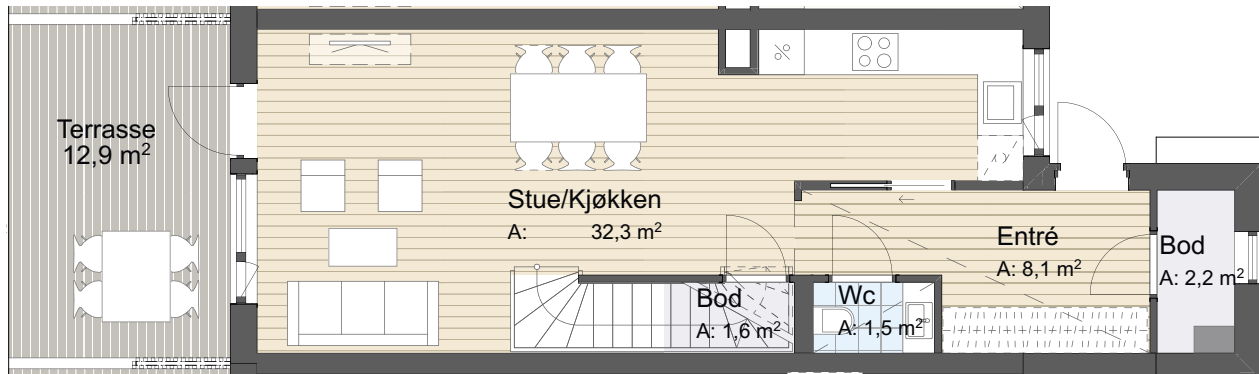 Terrasse
12,9 m²
Stue/Kjøkken
A: 32,3 m²
Entré
A: 8,1 m²
Bod
A: 2,2 m²
Bod
A: 1,6 m²
Wc
A: 1,5 m²
%